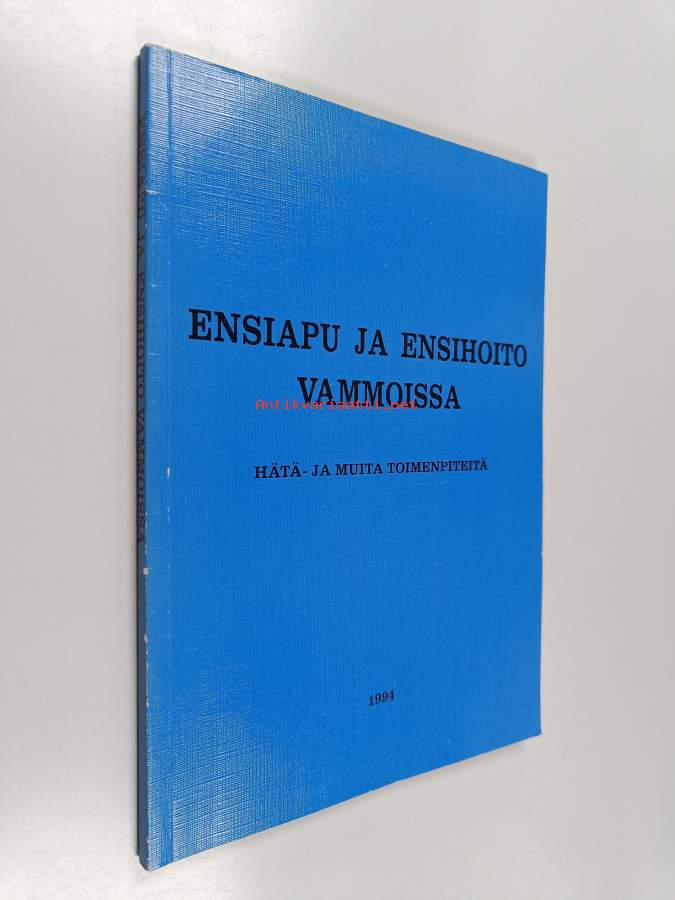 ENSIAPU JA ENSIHOITO VAMMOISSA
ENSIAPU JA ENSIHOITO
VAMMOISSA
Antikvariaatti.net
HÄTÄ- JA MUITA TOIMENPITEITÄ
1994